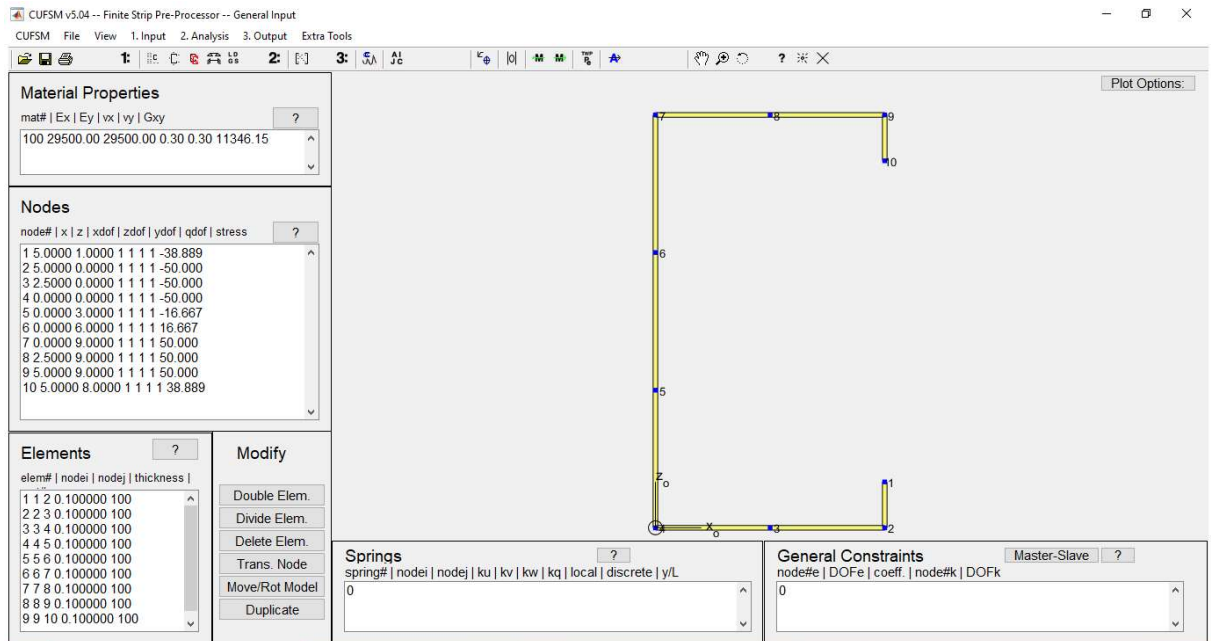 CUFSM v5.04 -- Finite Strip Pre-Processor -- General Input
CUFSM File View 1. Input 2. Analysis 3. Output Extra Tools
1: 2: 3: ?
Plot Options:
Material Properties
mat# | Ex | Ey | vx | vy | Gxy ?
100 29500.00 29500.00 0.30 0.30 11346.15
Nodes
node# | x | z | xdof | zdof | ydof | qdof | stress ?
1 5.0000 1.0000 1 1 1 1 -38.889
2 5.0000 0.0000 1 1 1 1 -50.000
3 2.5000 0.0000 1 1 1 1 -50.000
4 0.0000 0.0000 1 1 1 1 -50.000
5 0.0000 3.0000 1 1 1 1 -16.667
6 0.0000 6.0000 1 1 1 1 16.667
7 0.0000 9.0000 1 1 1 1 50.000
8 2.5000 9.0000 1 1 1 1 50.000
9 5.0000 9.0000 1 1 1 1 50.000
10 5.0000 8.0000 1 1 1 1 38.889
Elements ?
elem# | nodei | nodej | thickness |
1 1 2 0.100000 100
2 2 3 0.100000 100
3 3 4 0.100000 100
4 4 5 0.100000 100
5 5 6 0.100000 100
6 6 7 0.100000 100
7 7 8 0.100000 100
8 8 9 0.100000 100
9 9 10 0.100000 100
Modify
Double Elem.
Divide Elem.
Delete Elem.
Trans. Node
Move/Rot Model
Duplicate
7 8 9
10
6
5
1
zo
xo 3 2
Springs ?
spring# | nodei | nodej | ku | kv | kw | kq | local | discrete | y/L
0
General Constraints Master-Slave ?
node#e | DOFe | coeff. | node#k | DOFk
0